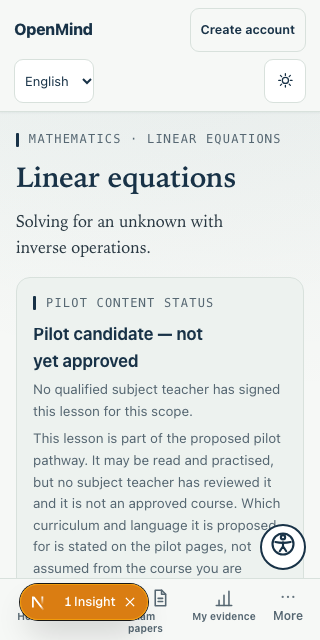 OpenMind
Create account
English
MATHEMATICS · LINEAR EQUATIONS
Linear equations
Solving for an unknown with
inverse operations.
PILOT CONTENT STATUS
Pilot candidate — not
yet approved
No qualified subject teacher has signed
this lesson for this scope.
This lesson is part of the proposed pilot
pathway. It may be read and practised,
but no subject teacher has reviewed it
and it is not an approved course. Which
curriculum and language it is proposed
for is stated on the pilot pages, not
assumed from the course you are
N 1 Insight ×
papers
My evidence
More